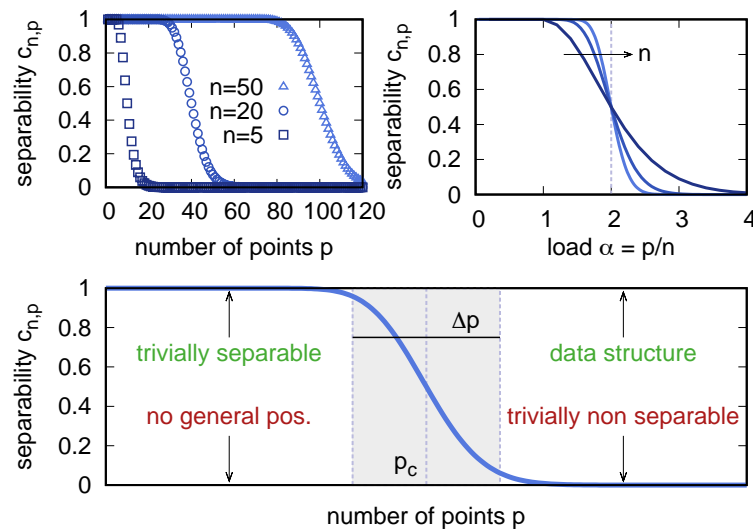 separability c_n,p
1
0.8
0.6
0.4
0.2
0
n=50
n=20
n=5
0 20 40 60 80 100 120
number of points p
separability c_n,p
1
0.8
0.6
0.4
0.2
0
n
0 1 2 3 4
load α = p/n
separability c_n,p
1
0.8
0.6
0.4
0.2
0
Δp
trivially separable
data structure
no general pos.
trivially non separable
p_c
number of points p